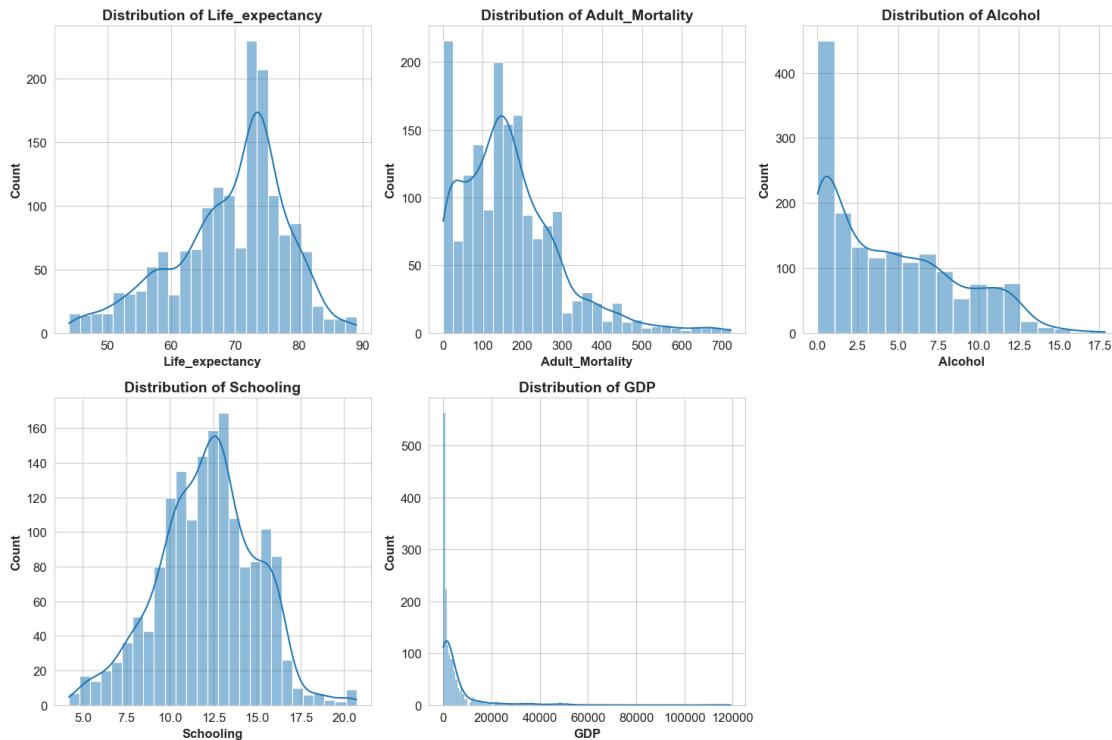 Distribution of Life_expectancy
Count
200
150
100
50
0
50 60 70 80 90
Life_expectancy
Distribution of Adult_Mortality
Count
200
150
100
50
0
0 100 200 300 400 500 600 700
Adult_Mortality
Distribution of Alcohol
Count
400
300
200
100
0
0.0 2.5 5.0 7.5 10.0 12.5 15.0 17.5
Alcohol
Distribution of Schooling
Count
160
140
120
100
80
60
40
20
0
5.0 7.5 10.0 12.5 15.0 17.5 20.0
Schooling
Distribution of GDP
Count
500
400
300
200
100
0
0 20000 40000 60000 80000 100000 120000
GDP